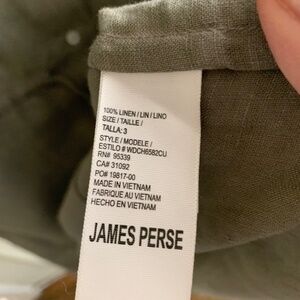 100% LINEN / LIN / LINO
SIZE / TAILLE /
TALLA: 3
STYLE / MODELE /
ESTILO # WDCH6582CU
RN# 95339
CA# 31092
PO# 19817-00
MADE IN VIETNAM
FABRIQUE AU VIETNAM
HECHO EN VIETNAM
JAMES PERSE